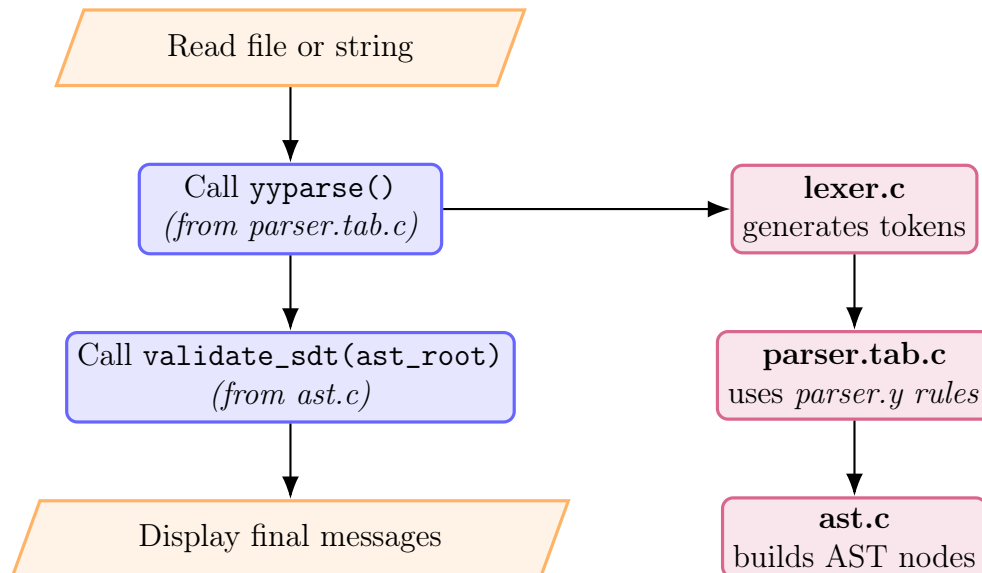 Read file or string
Call yyparse()
(from parser.tab.c)
lexer.c
generates tokens
Call validate_sdt(ast_root)
(from ast.c)
parser.tab.c
uses parser.y rules
Display final messages
ast.c
builds AST nodes